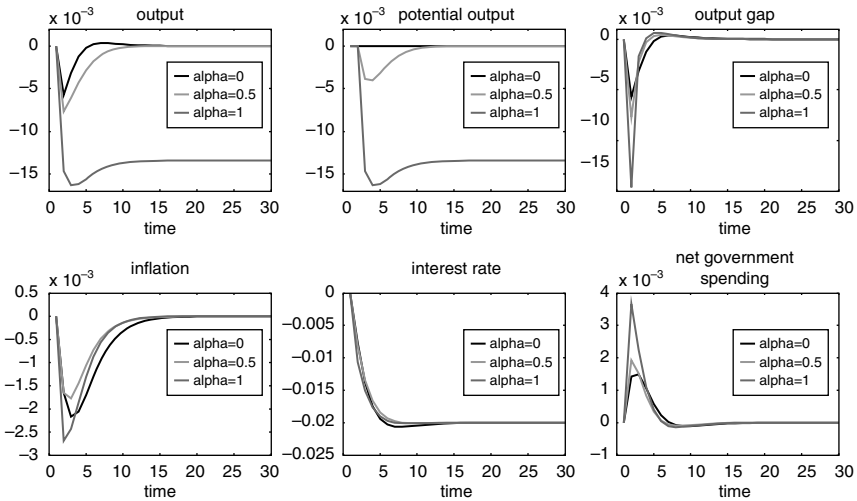 output
x 10⁻³
0
−5
−10
−15
0 5 10 15 20 25 30
time
alpha=0
alpha=0.5
alpha=1
potential output
x 10⁻³
0
−5
−10
−15
0 5 10 15 20 25 30
time
alpha=0
alpha=0.5
alpha=1
output gap
x 10⁻³
0
−5
−10
−15
0 5 10 15 20 25 30
time
alpha=0
alpha=0.5
alpha=1
inflation
x 10⁻³
0.5
0
−0.5
−1
−1.5
−2
−2.5
−3
0 5 10 15 20 25 30
time
alpha=0
alpha=0.5
alpha=1
interest rate
0
−0.005
−0.01
−0.015
−0.02
−0.025
0 5 10 15 20 25 30
time
alpha=0
alpha=0.5
alpha=1
net government
spending
x 10⁻³
4
3
2
1
0
−1
0 5 10 15 20 25 30
time
alpha=0
alpha=0.5
alpha=1